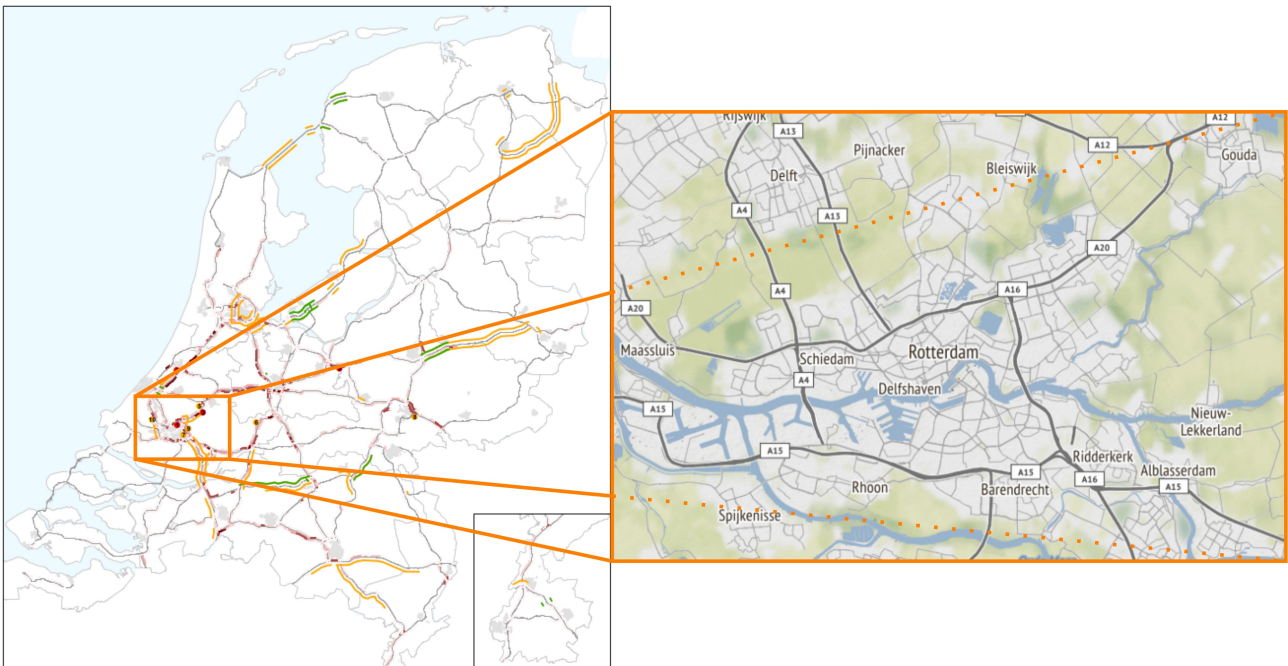 Rijswijk
A13
A12
A12
Pijnacker
Gouda
Bleiswijk
Delft
A4
A13
A20
A4
A16
A20
Maassluis
Schiedam
Rotterdam
A4
Delfshaven
A15
Nieuw-
Lekkerland
A15
Ridderkerk
A15
Alblasserdam
A16
A15
Rhoon
Barendrecht
Spijkenisse